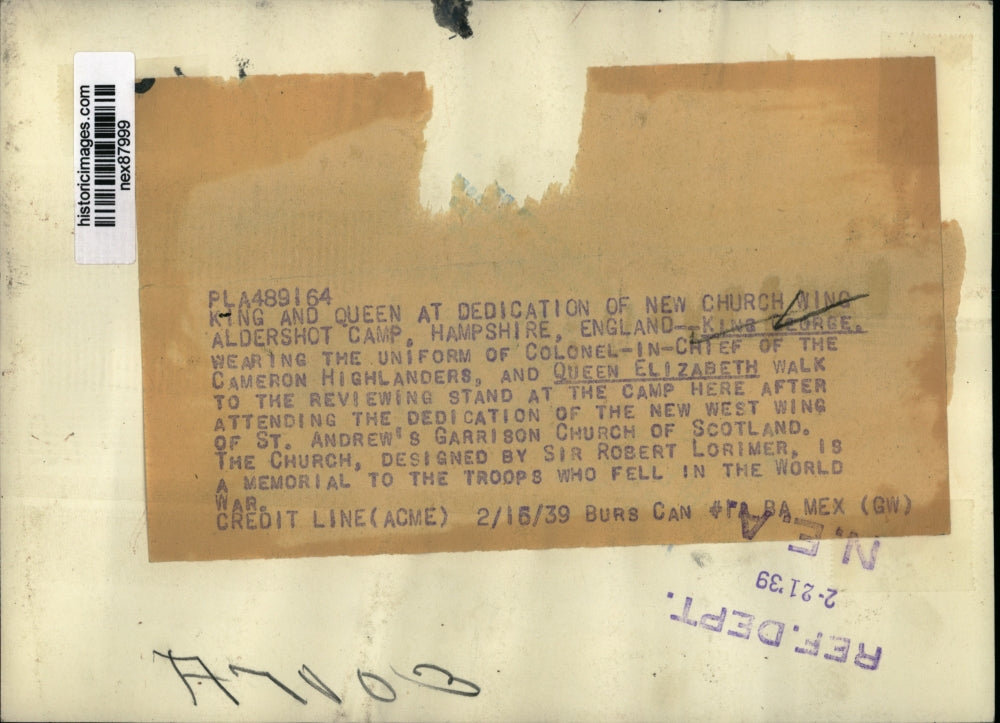 historicimages.com
nex87999
PLA489164
KING AND QUEEN AT DEDICATION OF NEW CHURCH WING
ALDERSHOT CAMP, HAMPSHIRE, ENGLAND--KING GEORGE,
WEARING THE UNIFORM OF COLONEL-IN-CHIEF OF THE
CAMERON HIGHLANDERS, AND QUEEN ELIZABETH WALK
TO THE REVIEWING STAND AT THE CAMP HERE AFTER
ATTENDING THE DEDICATION OF THE NEW WEST WING
OF ST. ANDREW'S GARRISON CHURCH OF SCOTLAND.
THE CHURCH, DESIGNED BY SIR ROBERT LORIMER, IS
A MEMORIAL TO THE TROOPS WHO FELL IN THE WORLD
WAR.
CREDIT LINE(ACME) 2/16/39 BURS CAN BA MEX (GW)
N.E.A.
2-21'39
REF.DEPT.